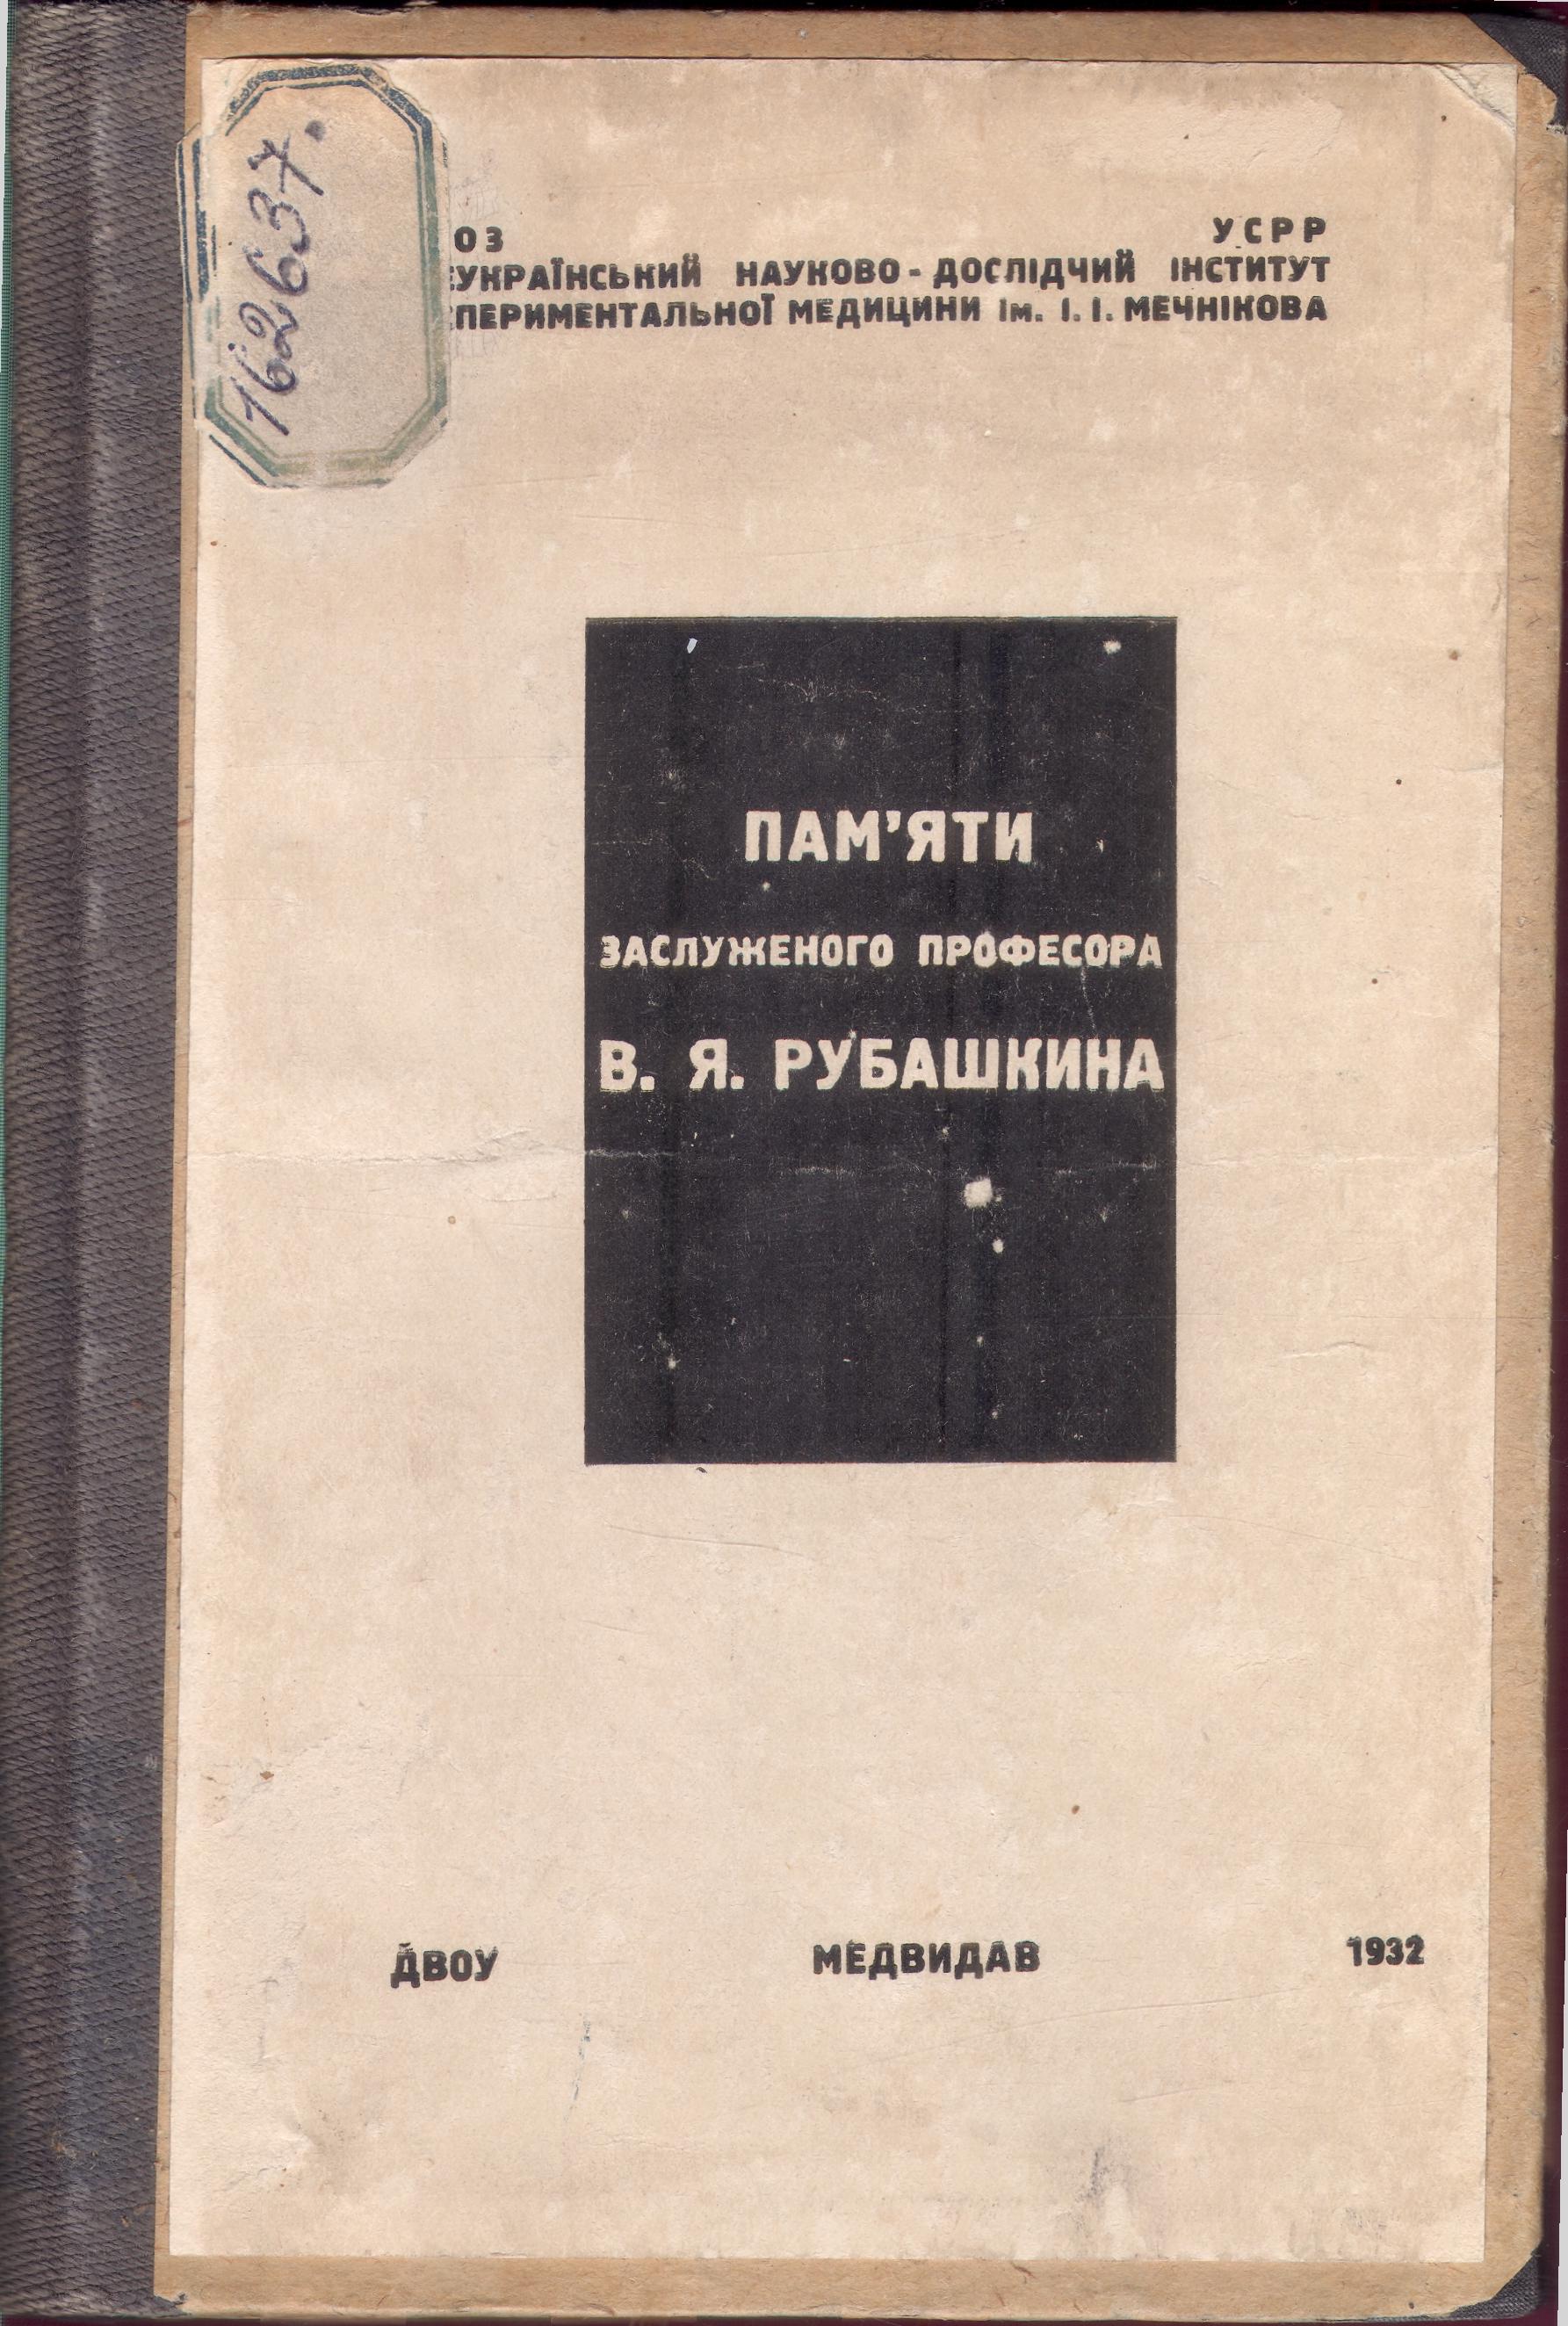 162637.
ОЗ УСРР
УКРАЇНСЬКИЙ НАУКОВО-ДОСЛІДЧИЙ ІНСТИТУТ
ПЕРИМЕНТАЛЬНОЇ МЕДИЦИНИ ІМ. І. І. МЕЧНІКОВА
ПАМ'ЯТИ
ЗАСЛУЖЕНОГО ПРОФЕСОРА
В. Я. РУБАШКИНА
ДВОУ МЕДВИДАВ 1932